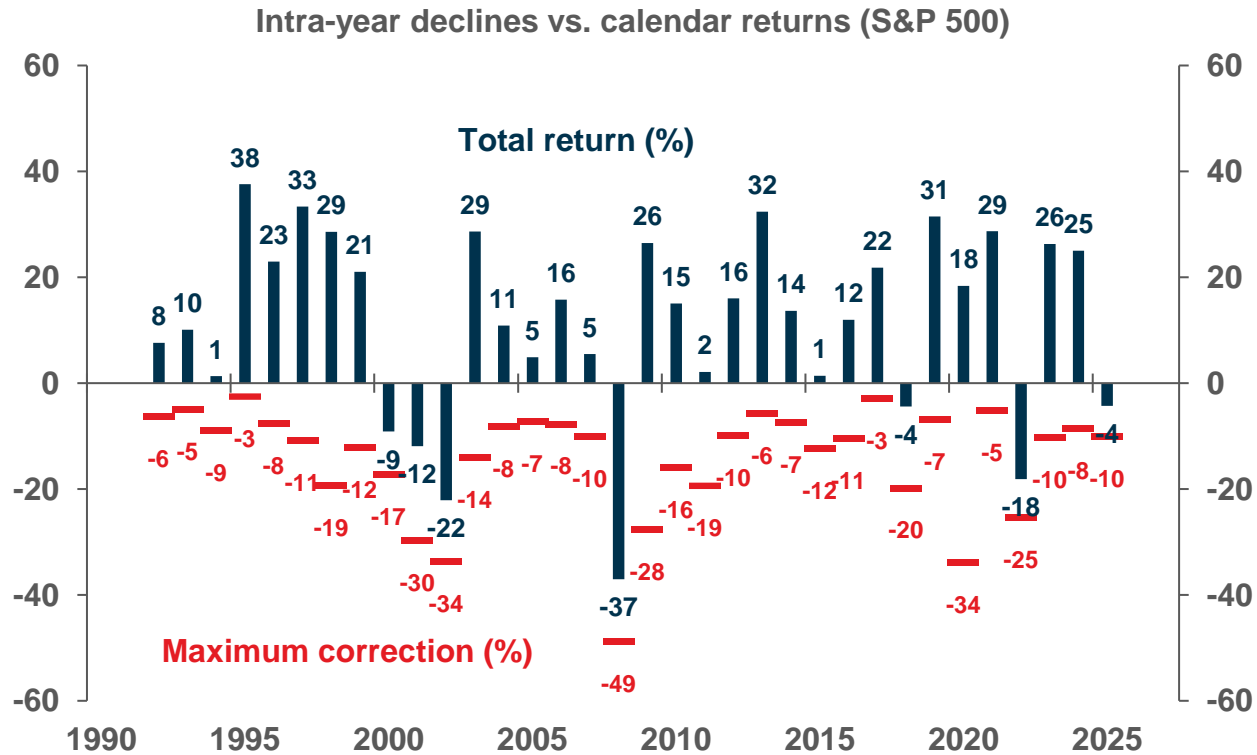 Intra-year declines vs. calendar returns (S&P 500)
60 60
Total return (%)
40 40
20 20
0 0
-20 -20
-40 -40
-60 -60
8 10 1 38 23 33 29 21 -9 -12 -22 29 11 5 16 5 -37 26 15 2 16 32 14 1 12 22 -4 31 18 29 -18 26 25 -4
-6 -5 -9 -3 -8 -11 -19 -12 -17 -30 -34 -14 -8 -7 -8 -10 -49 -28 -16 -19 -10 -6 -7 -12 -11 -3 -20 -7 -34 -5 -25 -10 -8 -10
Maximum correction (%)
1990 1995 2000 2005 2010 2015 2020 2025